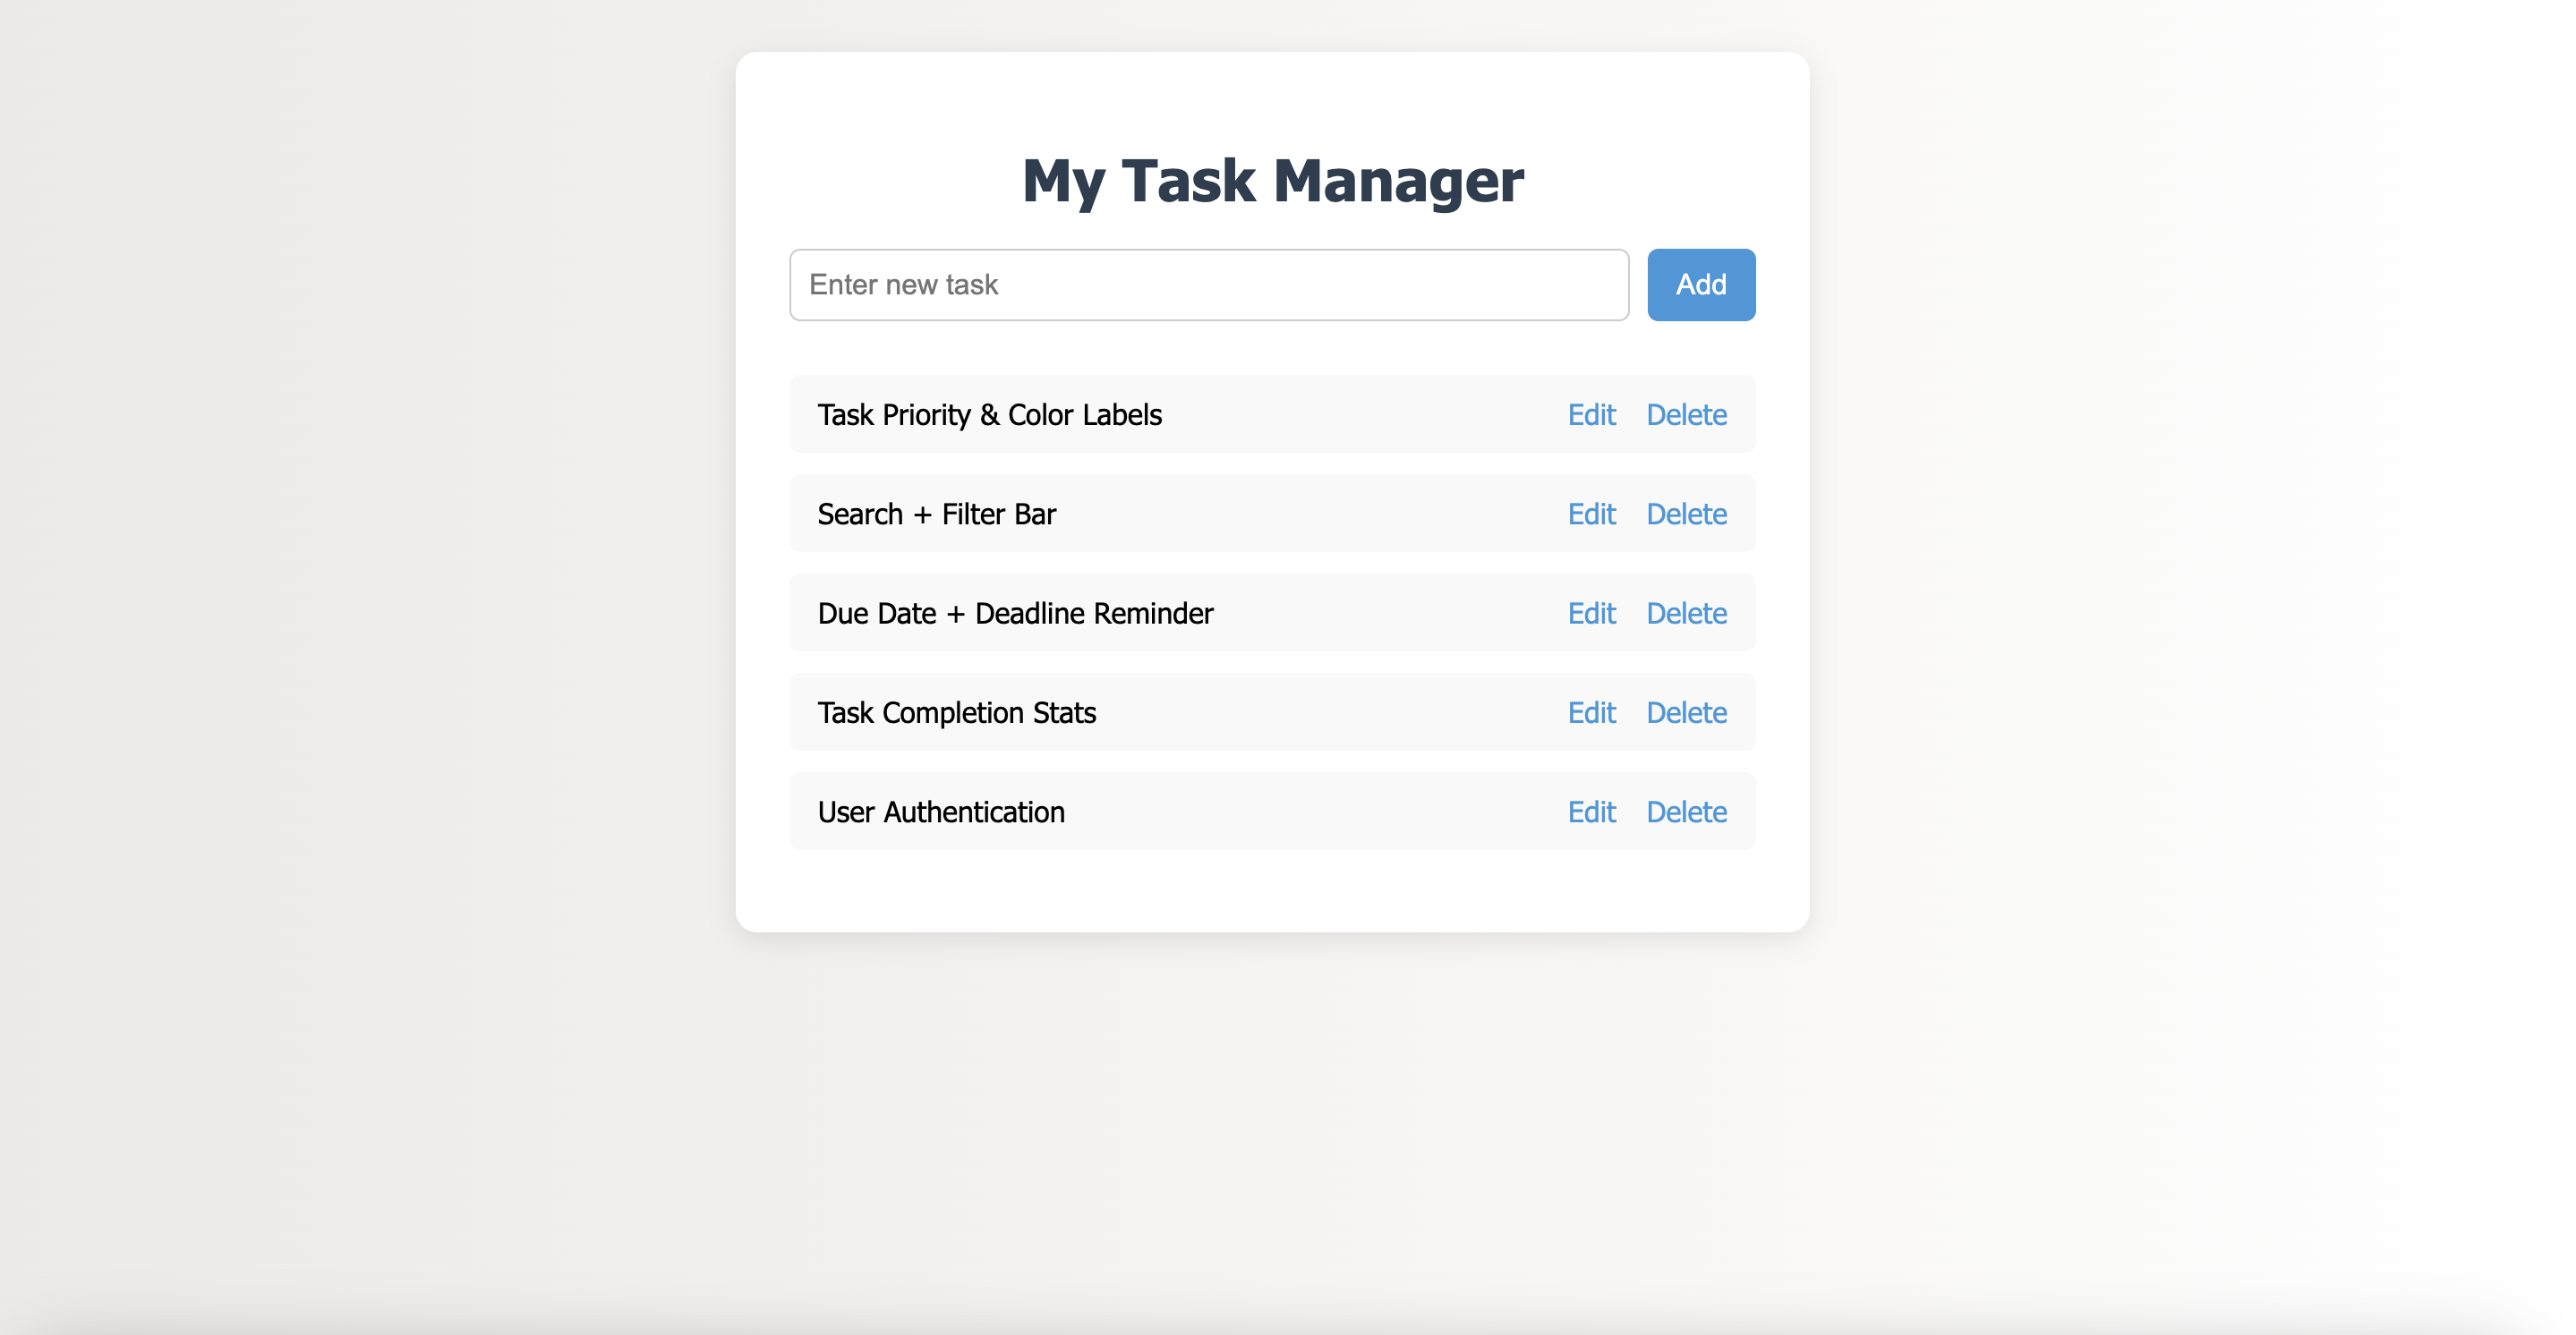 My Task Manager
Enter new task Add
Task Priority & Color Labels Edit Delete
Search + Filter Bar Edit Delete
Due Date + Deadline Reminder Edit Delete
Task Completion Stats Edit Delete
User Authentication Edit Delete